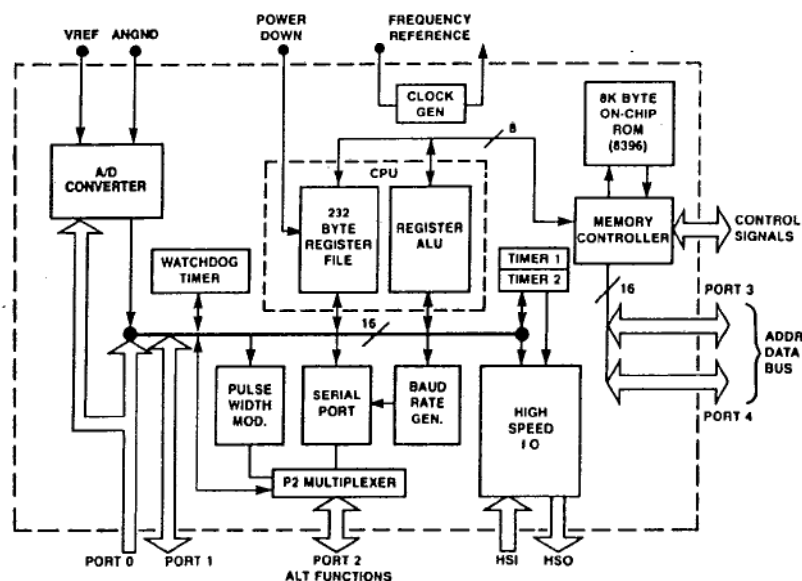 VREF ANGND
POWER
DOWN
FREQUENCY
REFERENCE
CLOCK
GEN
8K BYTE
ON-CHIP
ROM
(8396)
8
A/D
CONVERTER
CPU
232
BYTE
REGISTER
FILE
REGISTER
ALU
MEMORY
CONTROLLER
CONTROL
SIGNALS
WATCHDOG
TIMER
TIMER 1
TIMER 2
16
PORT 3
16
ADDR
DATA
BUS
PORT 4
PULSE
WIDTH
MOD.
SERIAL
PORT
BAUD
RATE
GEN.
HIGH
SPEED
I O
P2 MULTIPLEXER
PORT 0
PORT 1
PORT 2
ALT FUNCTIONS
HSI
HSO